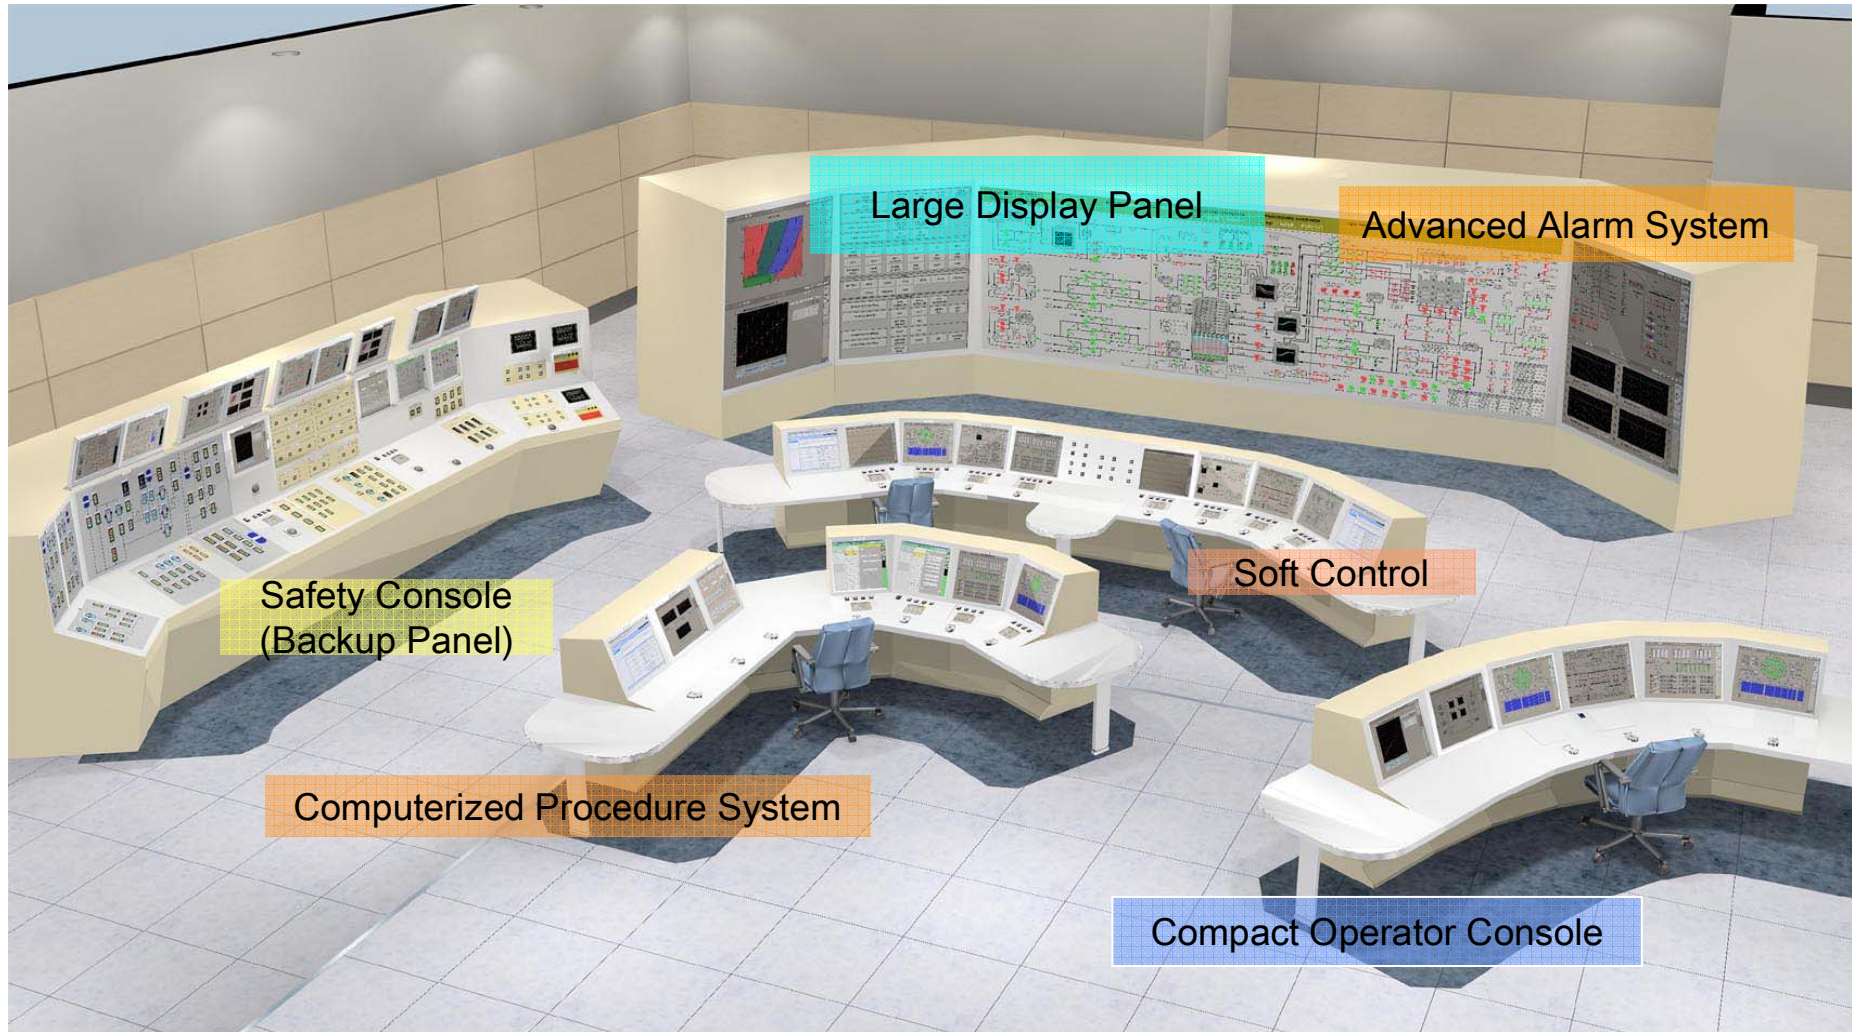 Large Display Panel
Advanced Alarm System
Soft Control
Safety Console
(Backup Panel)
Computerized Procedure System
Compact Operator Console